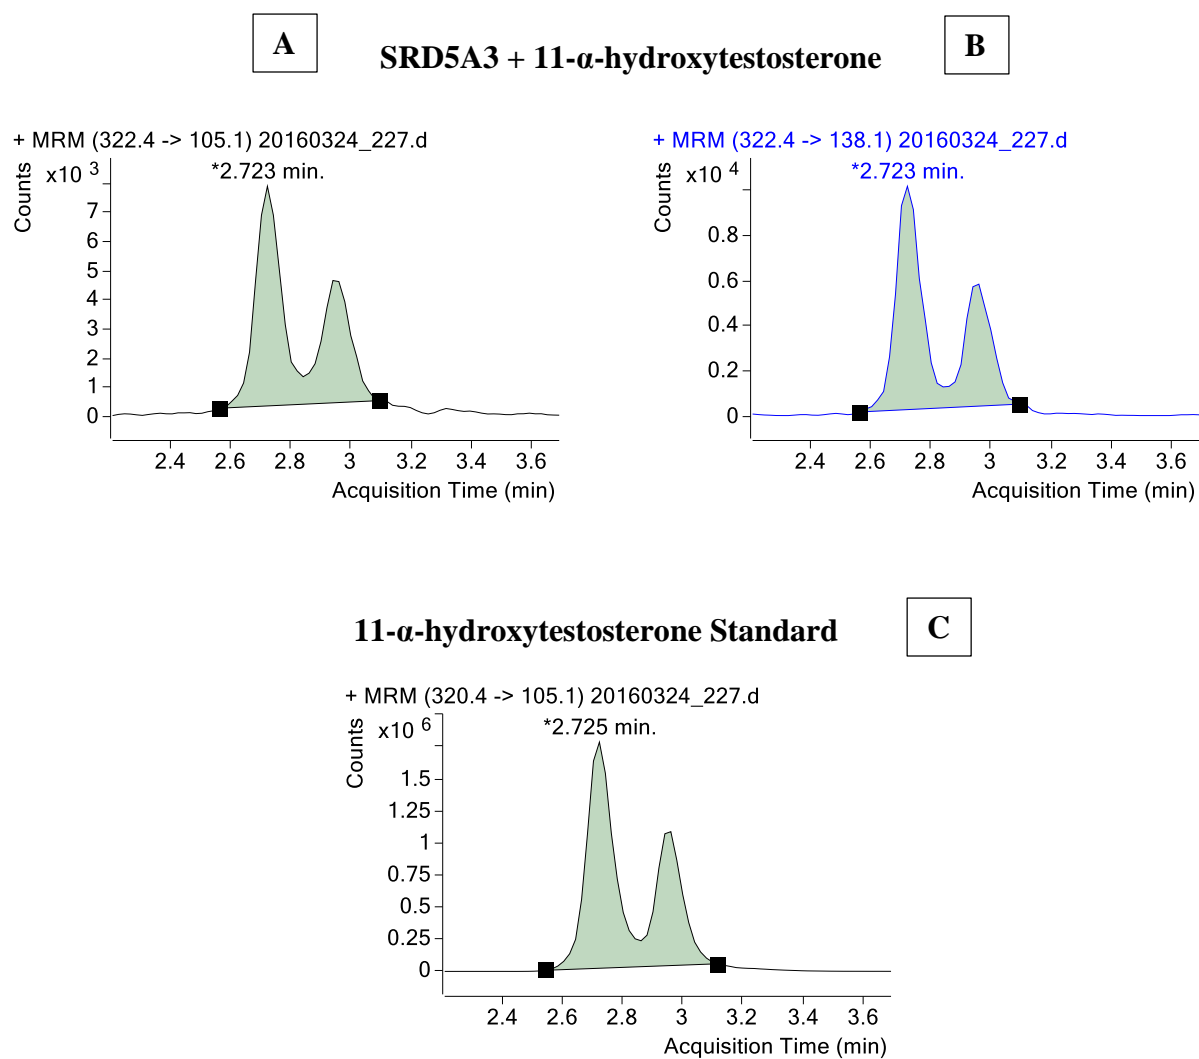 A
SRD5A3 + 11-α-hydroxytestosterone
B
+ MRM (322.4 -> 105.1) 20160324_227.d
Counts
x10 3
*2.723 min.
7
6
5
4
3
2
1
0
2.4 2.6 2.8 3 3.2 3.4 3.6
Acquisition Time (min)
+ MRM (322.4 -> 138.1) 20160324_227.d
Counts
x10 4
*2.723 min.
0.8
0.6
0.4
0.2
0
2.4 2.6 2.8 3 3.2 3.4 3.6
Acquisition Time (min)
11-α-hydroxytestosterone Standard
C
+ MRM (320.4 -> 105.1) 20160324_227.d
Counts
x10 6
*2.725 min.
1.5
1.25
1
0.75
0.5
0.25
0
2.4 2.6 2.8 3 3.2 3.4 3.6
Acquisition Time (min)